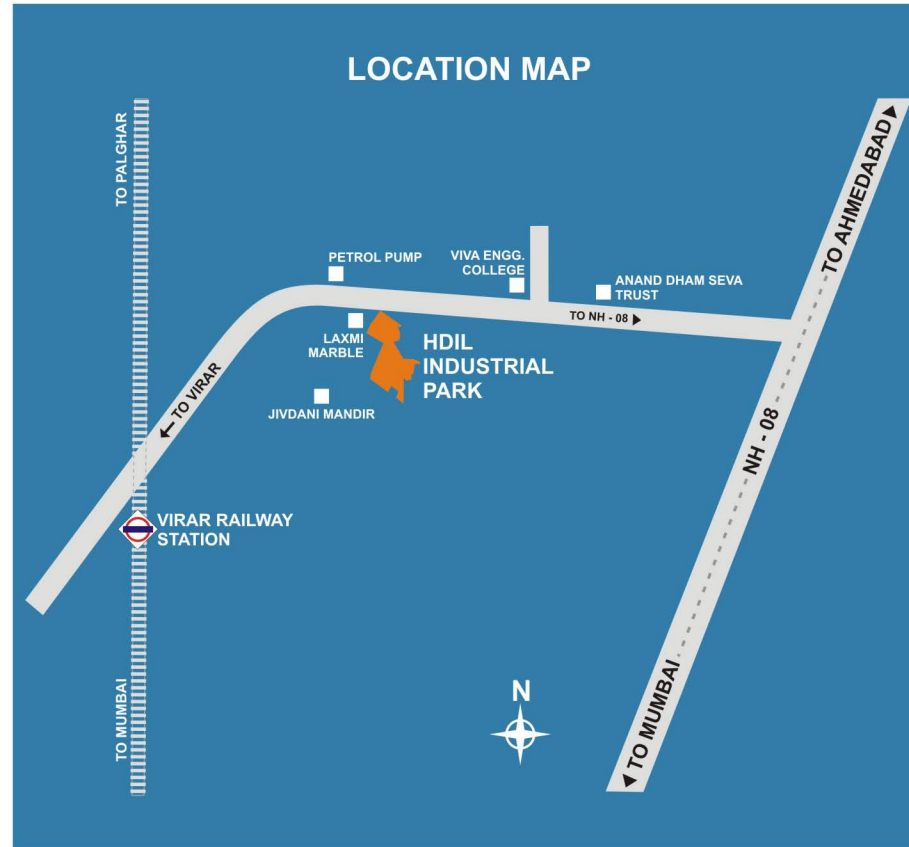 LOCATION MAP
TO PALGHAR
TO AHMEDABAD
PETROL PUMP
VIVA ENGG.
COLLEGE
ANAND DHAM SEVA
TRUST
TO NH - 08
LAXMI
MARBLE
HDIL
INDUSTRIAL
PARK
JIVDANI MANDIR
TO VIRAR
NH - 08
VIRAR RAILWAY
STATION
TO MUMBAI
N
TO MUMBAI